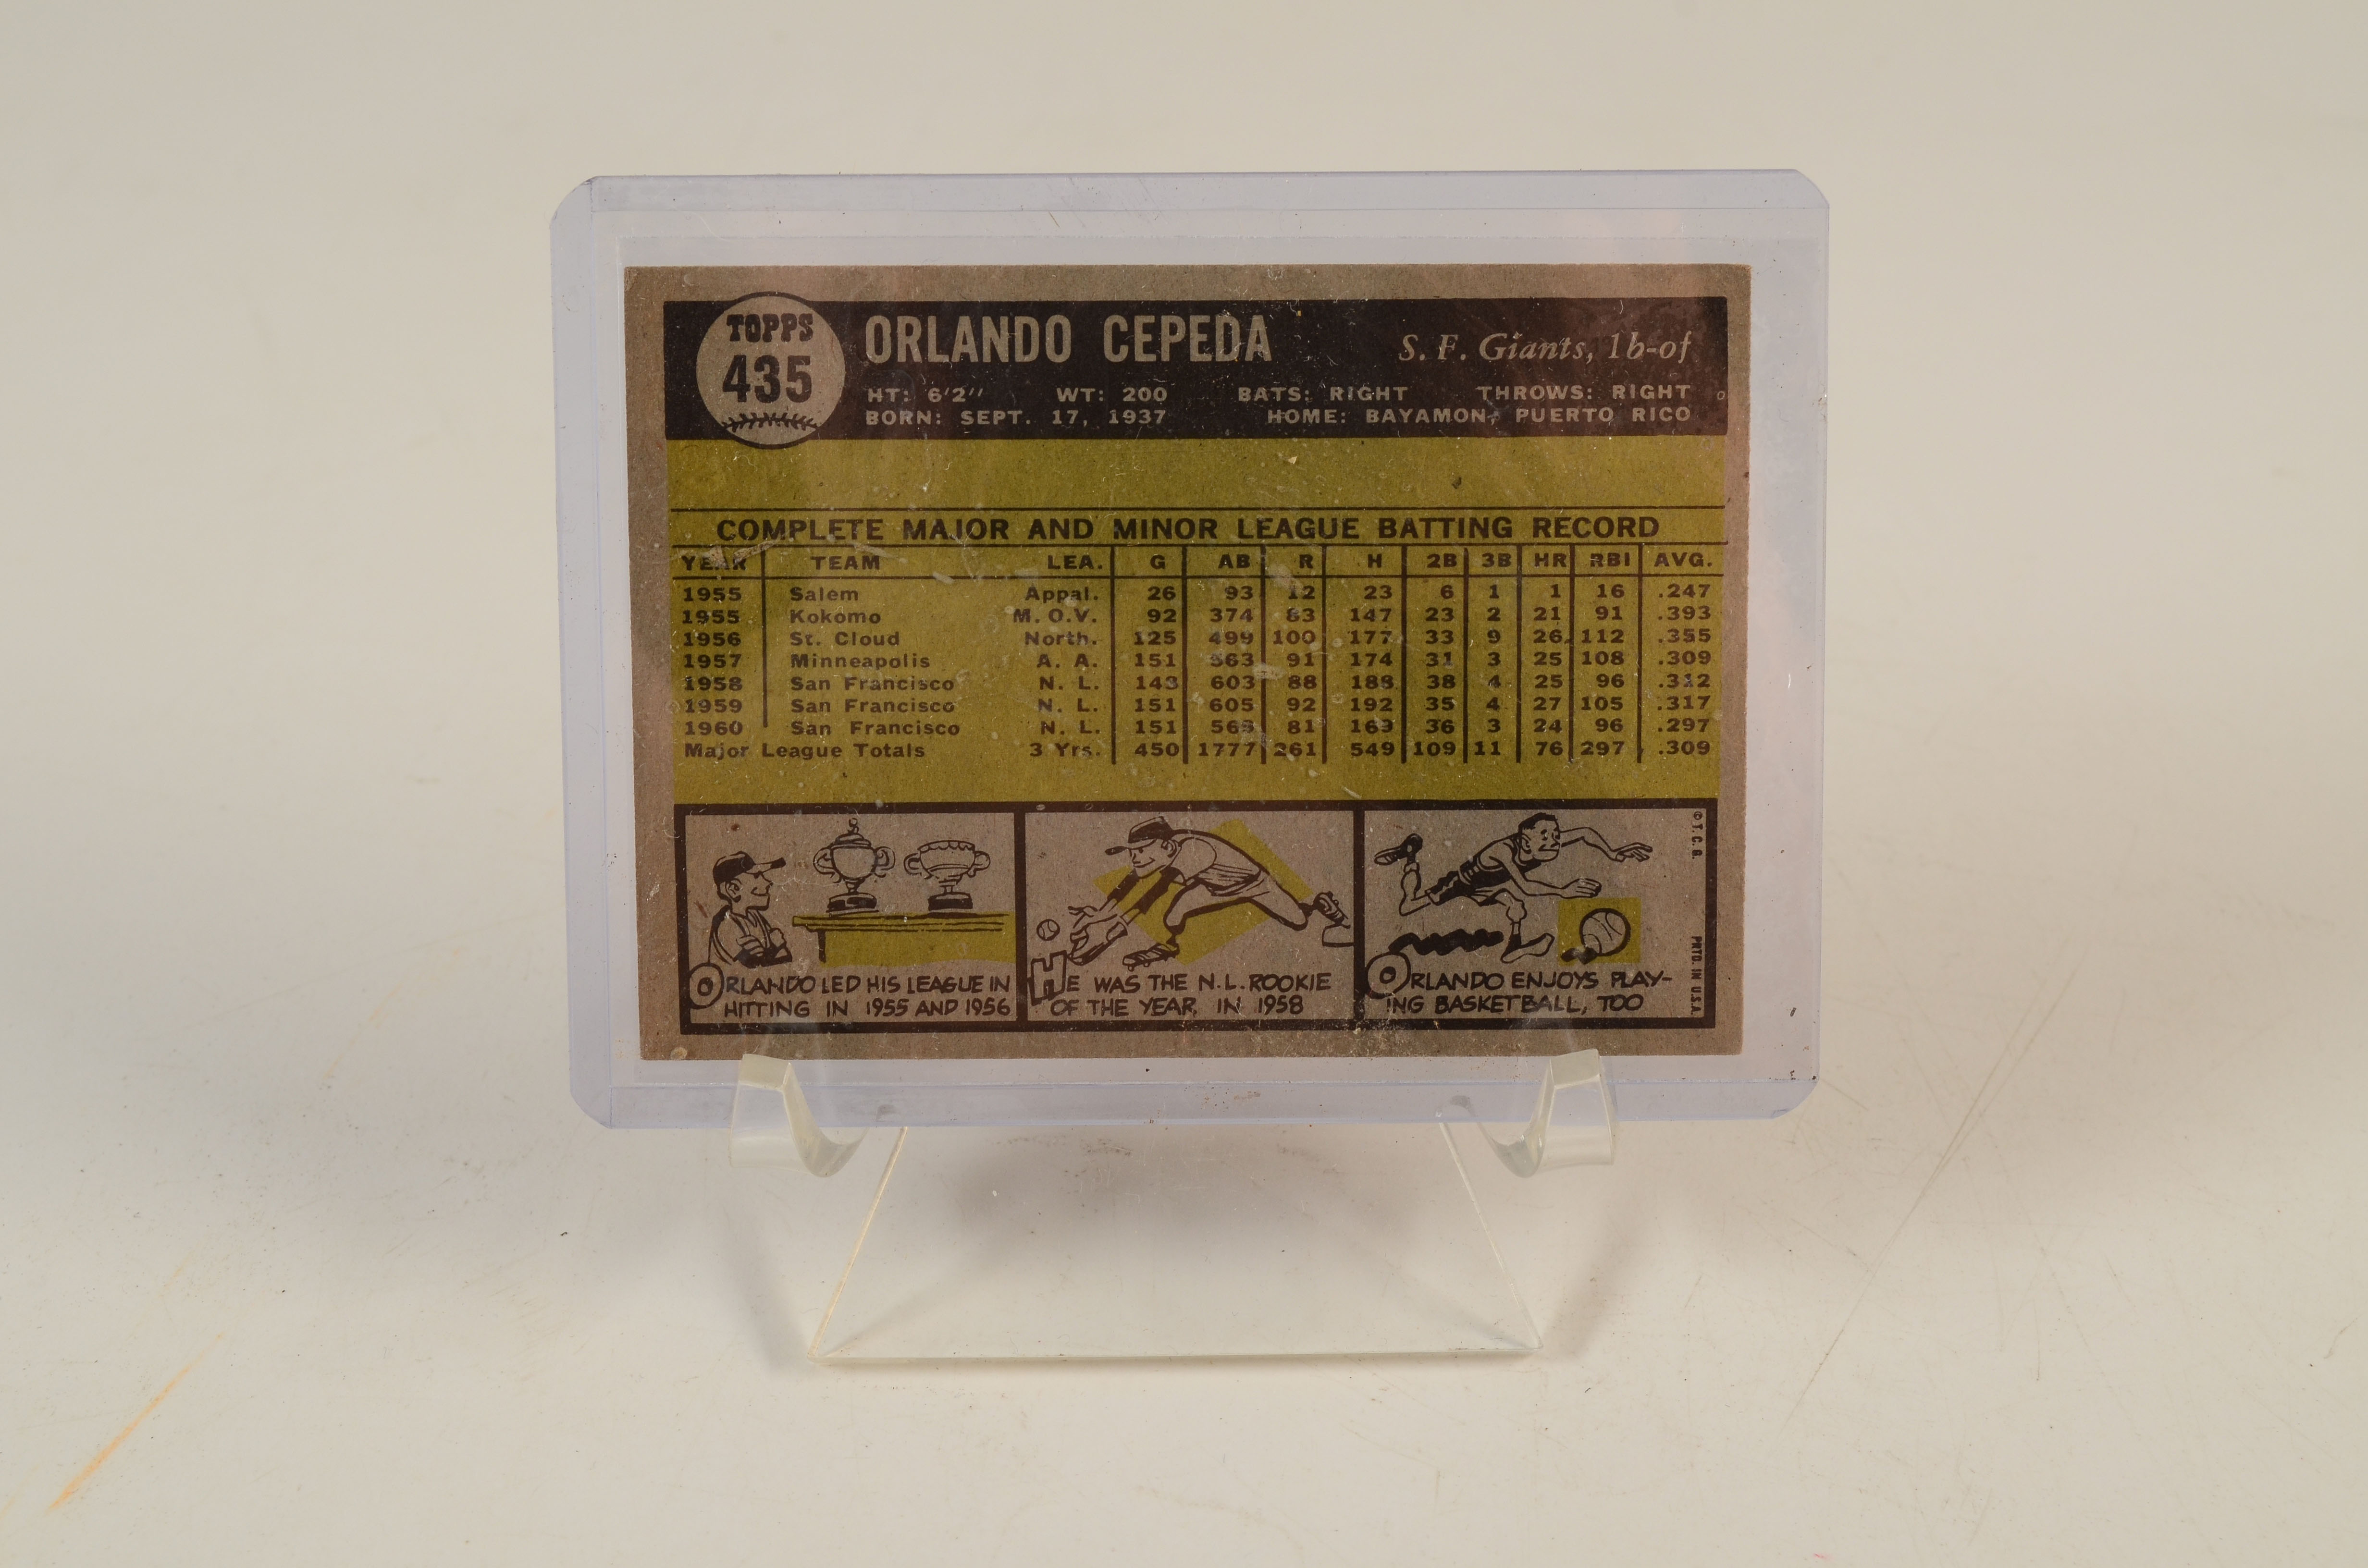 TOPPS
435
ORLANDO CEPEDA
S. F. Giants, 1b-of
HT: 6'2" WT: 200 BATS: RIGHT THROWS: RIGHT
BORN: SEPT. 17, 1937 HOME: BAYAMON, PUERTO RICO
COMPLETE MAJOR AND MINOR LEAGUE BATTING RECORD
YEAR TEAM LEA. G AB R H 2B 3B HR RBI AVG.
1955 Salem Appal. 26 93 12 23 6 1 1 16 .247
1955 Kokomo M. O.V. 92 374 83 147 23 2 21 91 .393
1956 St. Cloud North. 125 499 100 177 33 9 26 112 .355
1957 Minneapolis A. A. 151 563 91 174 31 3 25 108 .309
1958 San Francisco N. L. 143 603 88 188 38 4 25 96 .312
1959 San Francisco N. L. 151 605 92 192 35 4 27 105 .317
1960 San Francisco N. L. 151 569 81 169 36 3 24 96 .297
Major League Totals 3 Yrs. 450 1777 261 549 109 11 76 297 .309
ORLANDO LED HIS LEAGUE IN
HITTING IN 1955 AND 1956
HE WAS THE N.L. ROOKIE
OF THE YEAR, IN 1958
ORLANDO ENJOYS PLAY-
ING BASKETBALL, TOO
© T. C. G.
PRTD. IN U.S.A.